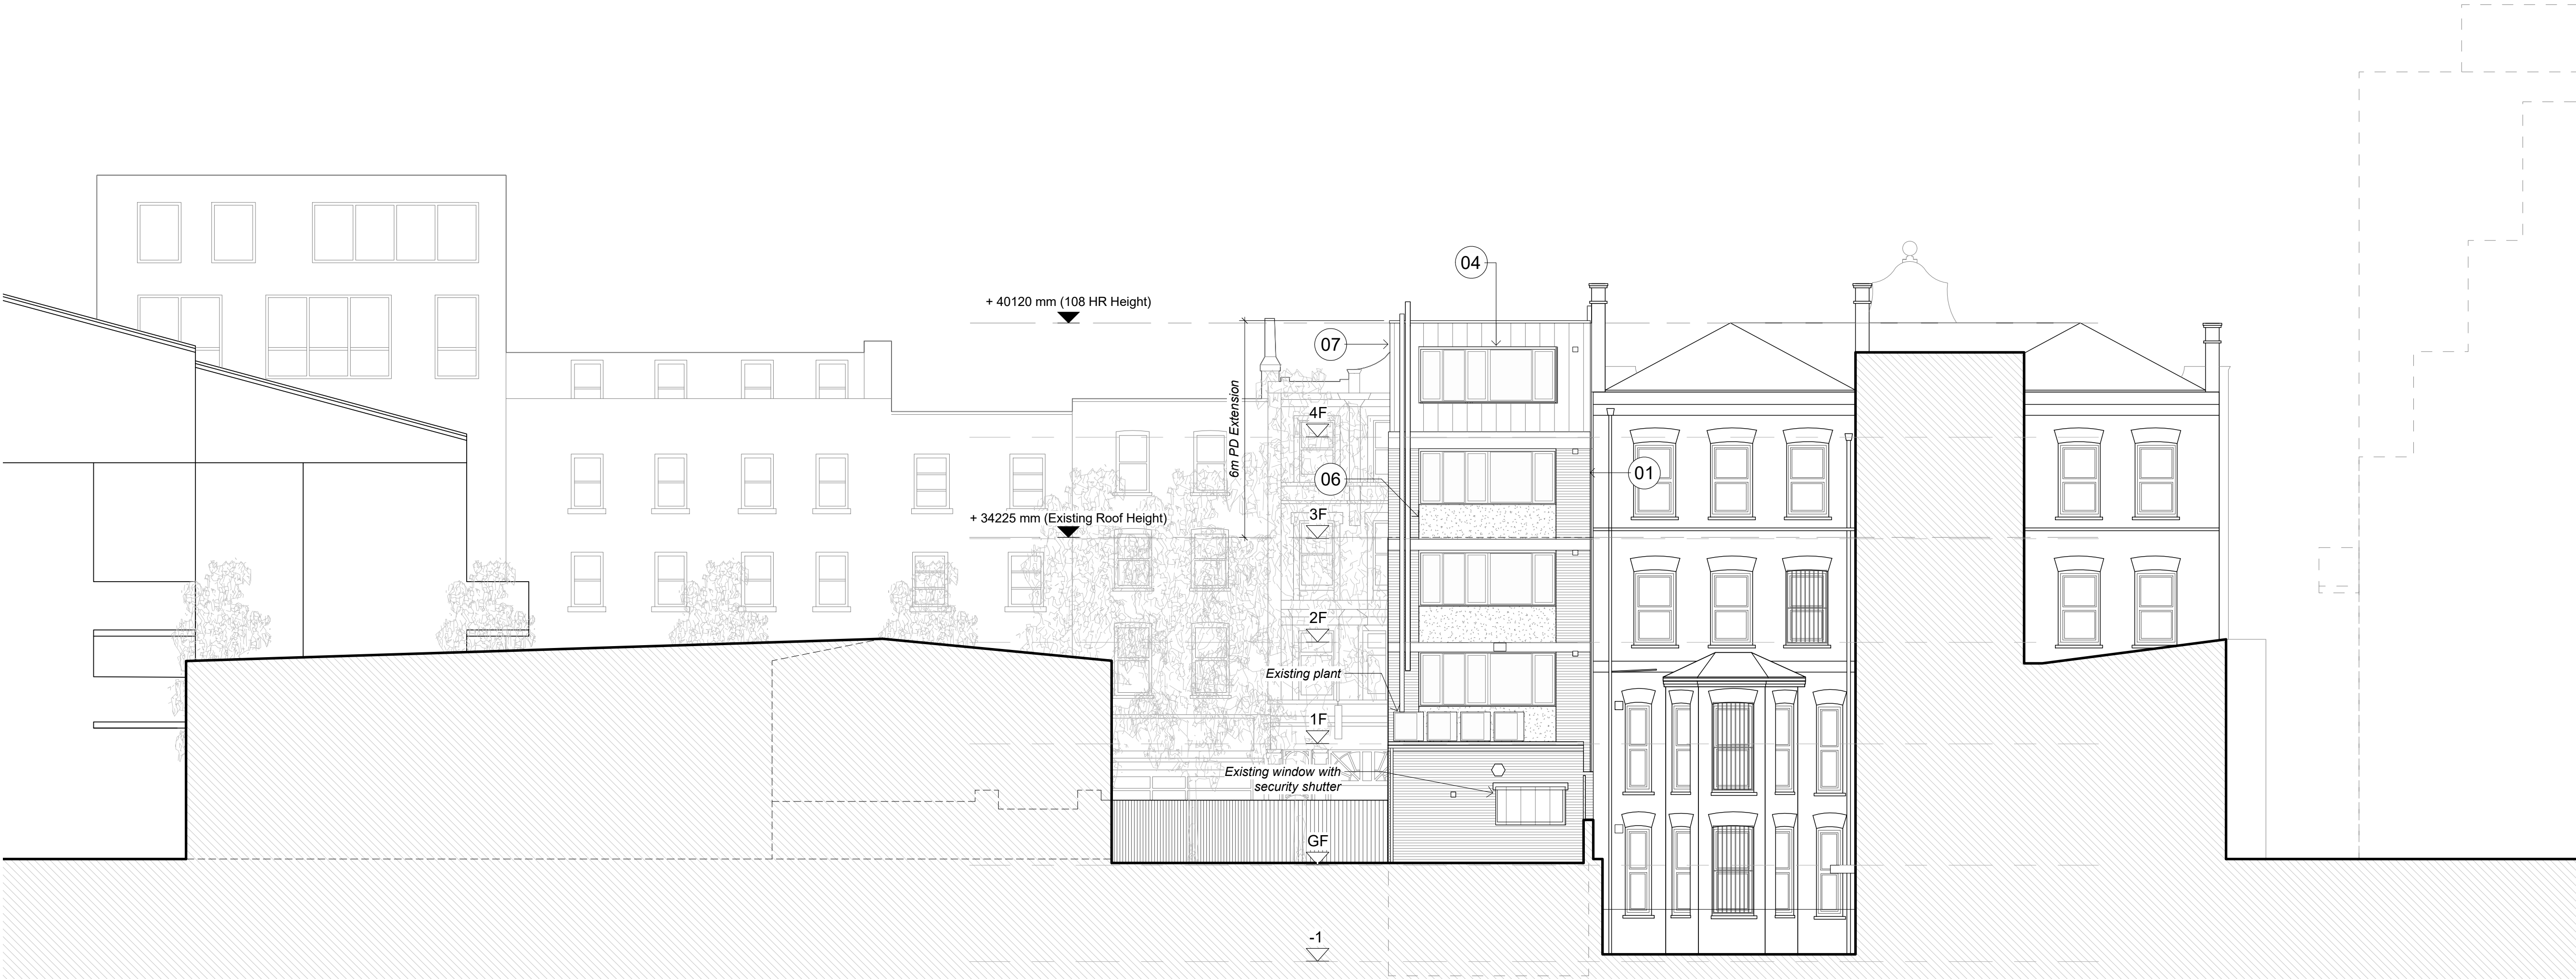 04
+ 40120 mm (108 HR Height)
07
6m PD Extension
4F
06
01
3F
+ 34225 mm (Existing Roof Height)
2F
Existing plant
1F
Existing window with
security shutter
GF
-1